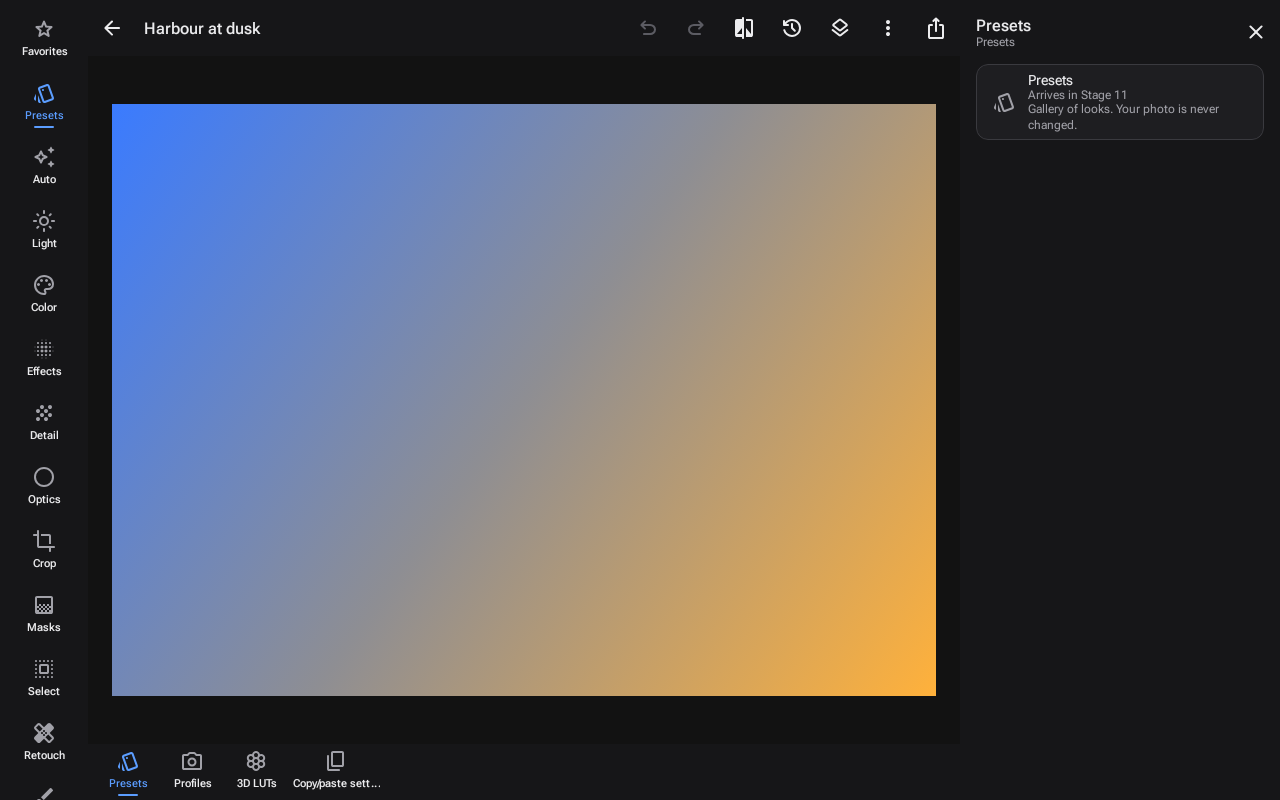 Favorites
Presets
Auto
Light
Color
Effects
Detail
Optics
Crop
Masks
Select
Retouch
Harbour at dusk
Presets
Profiles
3D LUTs
Copy/paste sett…
Presets
Presets
Presets
Arrives in Stage 11
Gallery of looks. Your photo is never
changed.